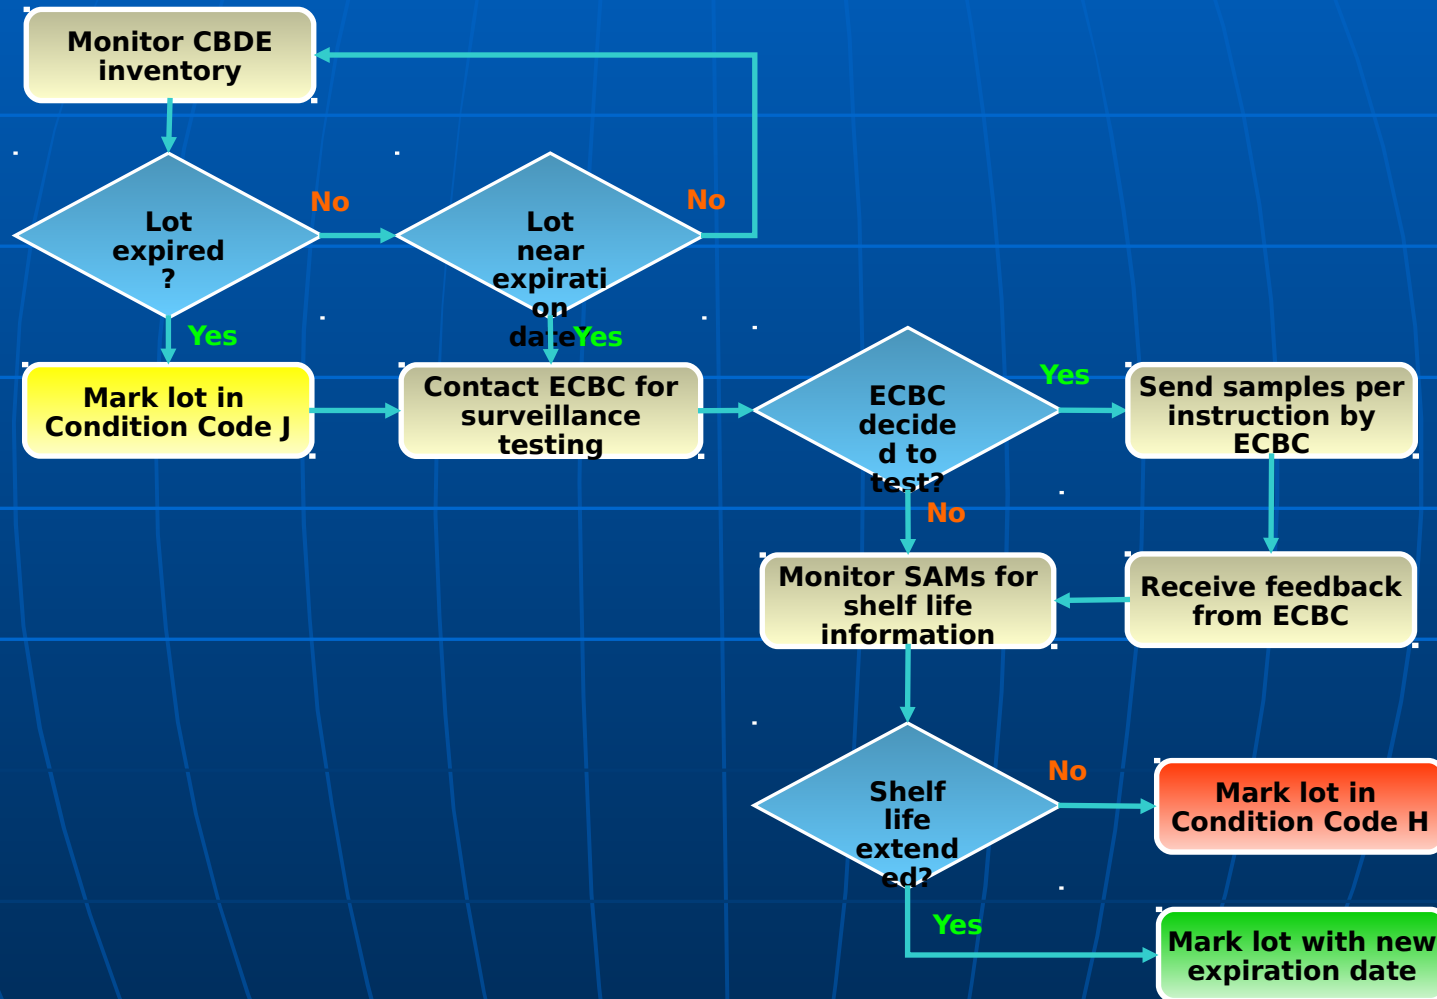 Monitor CBDE
inventory
No
No
Lot
expired
?
Lot
near
expirati
on
date
Yes
Yes
Mark lot in
Condition Code J
Contact ECBC for
surveillance
testing
ECBC
decide
d to
test?
Yes
Send samples per
instruction by
ECBC
No
Monitor SAMs for
shelf life
information
Receive feedback
from ECBC
Shelf
life
extend
ed?
No
Mark lot in
Condition Code H
Yes
Mark lot with new
expiration date